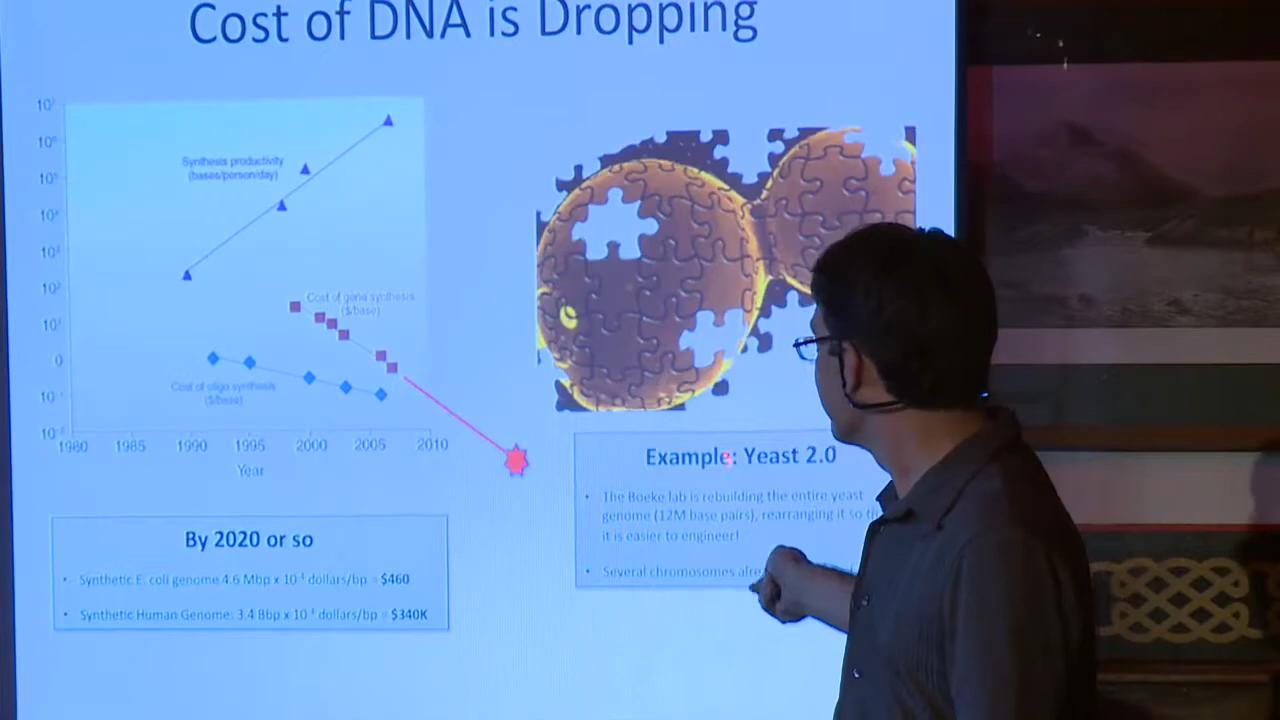 Cost of DNA is Dropping
10⁷
10⁶
10⁵
10⁴
10³
10²
10¹
0
10⁻¹
10⁻²
Synthesis productivity
(bases/person/day)
Cost of gene synthesis
($/base)
Cost of oligo synthesis
($/base)
1980 1985 1990 1995 2000 2005 2010
Year
By 2020 or so
• Synthetic E. coli genome 4.6 Mbp x 10⁻⁴ dollars/bp = $460
• Synthetic Human Genome: 3.4 Bbp x 10⁻⁴ dollars/bp = $340K
Example: Yeast 2.0
• The Boeke lab is rebuilding the entire yeast
genome (12M base pairs), rearranging it so
it is easier to engineer!
• Several chromosomes